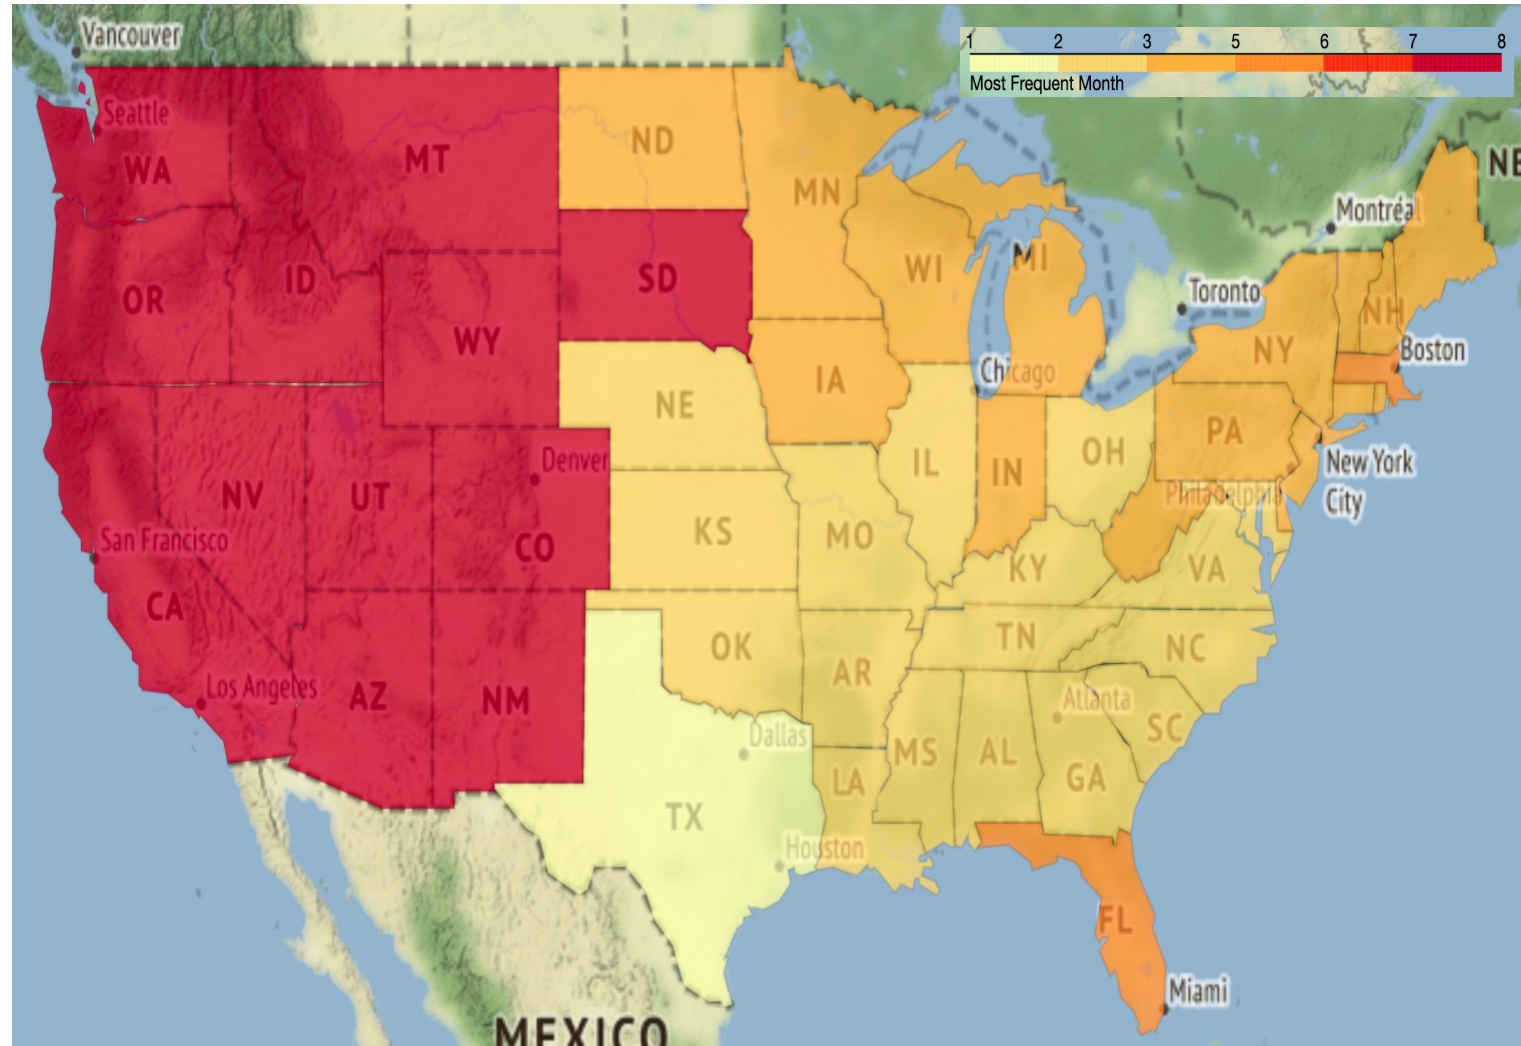 Vancouver
1 2 3 5 6 7 8
Most Frequent Month
Seattle
WA
MT
ND
MN
NE
Montréal
OR
ID
WY
SD
WI
MI
Toronto
NH
NY
Boston
Chicago
NE
IA
IL
IN
OH
PA
New York
City
Philadelphia
Denver
NV
UT
CO
San Francisco
CA
KS
MO
KY
VA
OK
AR
TN
NC
Los Angeles
AZ
NM
Atlanta
Dallas
MS
AL
SC
LA
GA
TX
Houston
FL
Miami
MEXICO